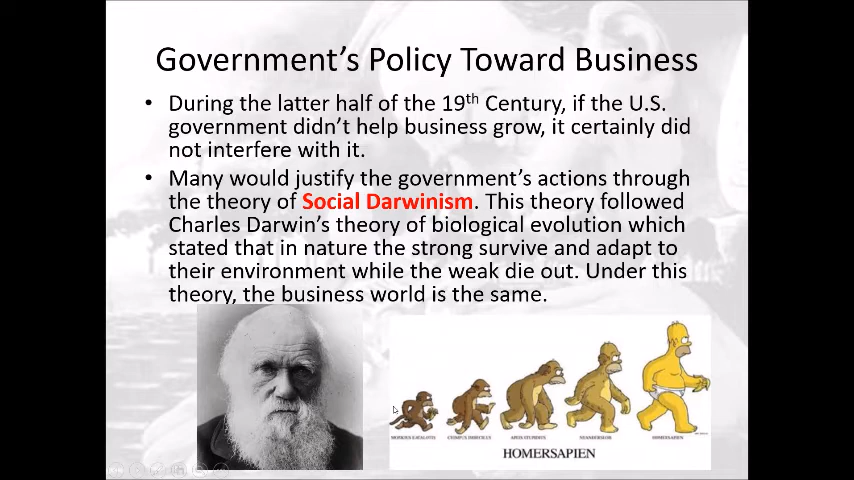 Government's Policy Toward Business
• During the latter half of the 19th Century, if the U.S.
government didn't help business grow, it certainly did
not interfere with it.
• Many would justify the government's actions through
the theory of Social Darwinism. This theory followed
Charles Darwin's theory of biological evolution which
stated that in nature the strong survive and adapt to
their environment while the weak die out. Under this
theory, the business world is the same.
HOMERSAPIEN